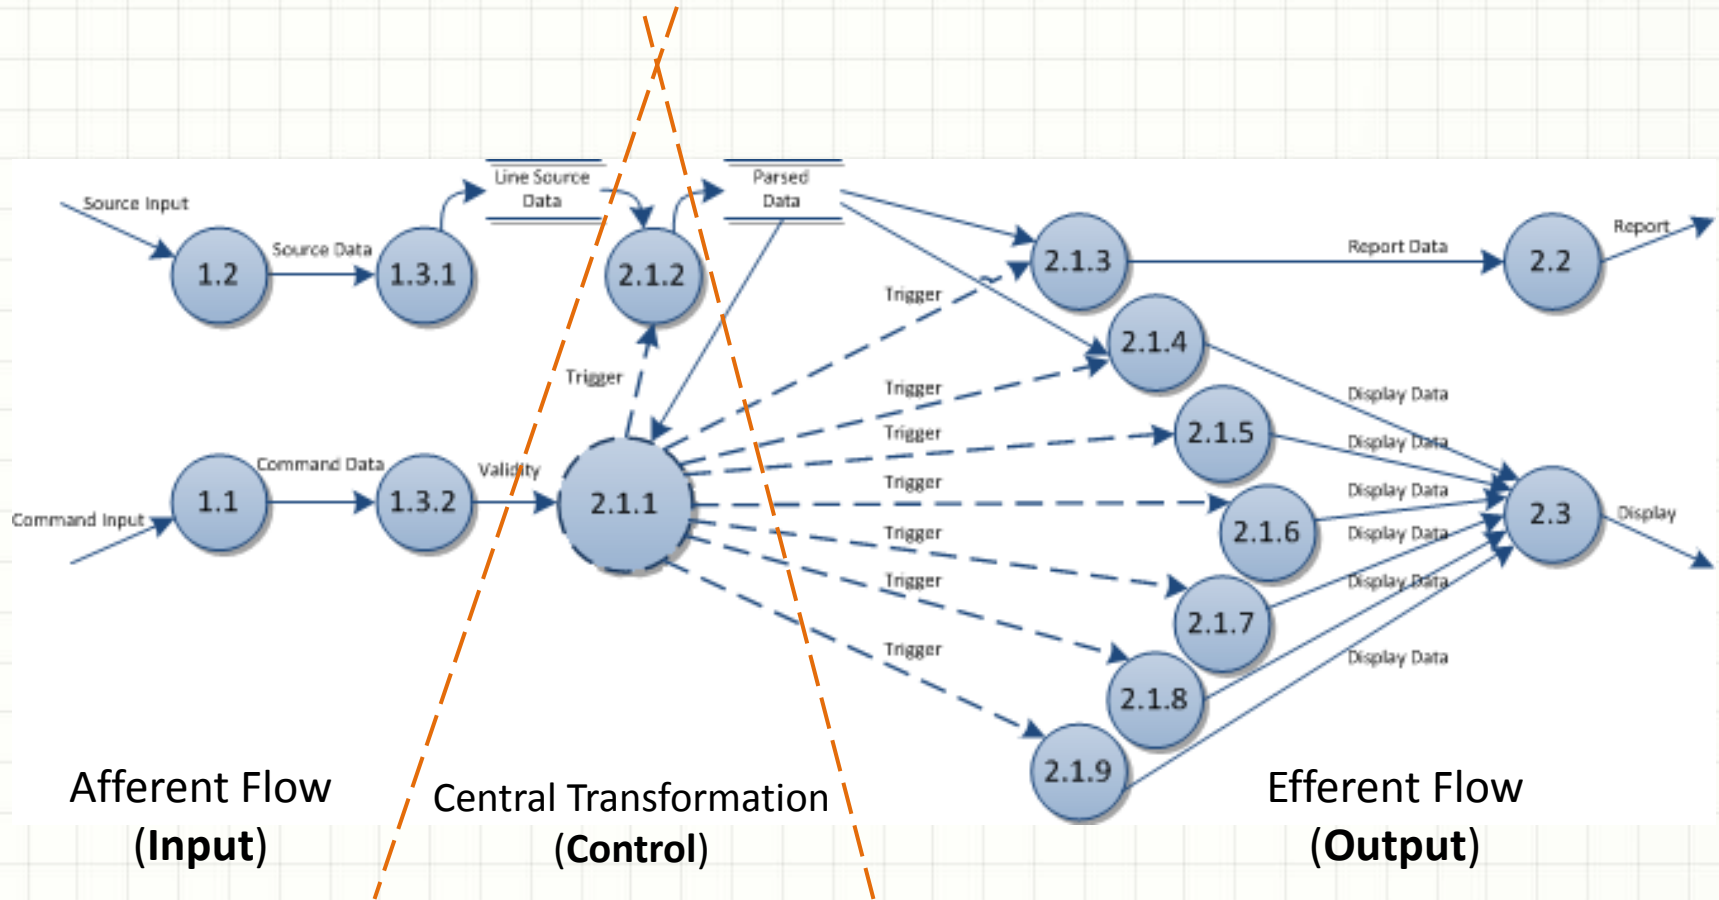 Line Source
Data
Parsed
Data
Source Input
1.2
Source Data
1.3.1
2.1.2
2.1.3
Report Data
2.2
Report
Trigger
2.1.4
Trigger
Trigger
Display Data
Trigger
2.1.5
Display Data
Command Input
1.1
Command Data
1.3.2
Validity
2.1.1
Trigger
2.1.6
Display Data
2.3
Display
Trigger
Display Data
Trigger
2.1.7
Display Data
Trigger
2.1.8
Display Data
2.1.9
Afferent Flow
(Input)
Central Transformation
(Control)
Efferent Flow
(Output)